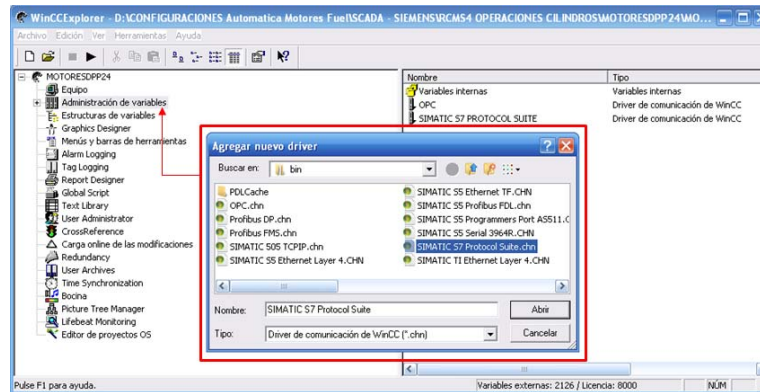 WinCCExplorer - D:\CONFIGURACIONES Automatica Motores Fuel\SCADA - SIEMENS\RCMS4 OPERACIONES CILINDROS\MOTORESDPP24\MO...
Archivo Edición Ver Herramientas Ayuda
MOTORESDPP24
Equipo
Administración de variables
Estructuras de variables
Graphics Designer
Menús y barras de herramientas
Alarm Logging
Tag Logging
Report Designer
Global Script
Text Library
User Administrator
CrossReference
Carga online de las modificaciones
Redundancy
User Archives
Time Synchronization
Bocina
Picture Tree Manager
Lifebeat Monitoring
Editor de proyectos OS
Nombre Tipo
Variables internas Variables internas
OPC Driver de comunicación de WinCC
SIMATIC S7 PROTOCOL SUITE Driver de comunicación de WinCC
Agregar nuevo driver
Buscar en: bin
PDLCache
OPC.chn
Profibus DP.chn
Profibus FMS.chn
SIMATIC 505 TCPIP.chn
SIMATIC S5 Ethernet Layer 4.CHN
SIMATIC S5 Ethernet TF.CHN
SIMATIC S5 Profibus FDL.chn
SIMATIC S5 Programmers Port AS511.C
SIMATIC S5 Serial 3964R.CHN
SIMATIC S7 Protocol Suite.chn
SIMATIC TI Ethernet Layer 4.CHN
Nombre: SIMATIC S7 Protocol Suite Abrir
Tipo: Driver de comunicación de WinCC (*.chn) Cancelar
Pulse F1 para ayuda. Variables externas: 2126 / Licencia: 8000 NÚM